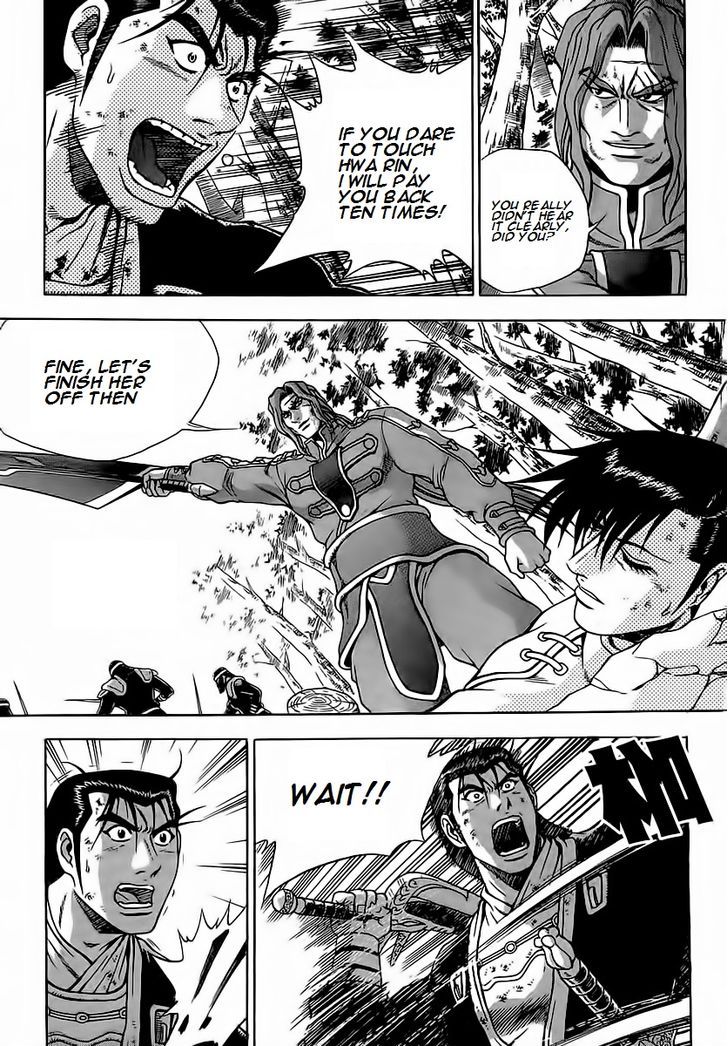 IF YOU DARE
TO TOUCH
HWA RIN,
I WILL PAY
YOU BACK
TEN TIMES!
YOU REALLY
DIDN'T HEAR
IT CLEARLY,
DID YOU?
FINE, LET'S
FINISH HER
OFF THEN
WAIT!!